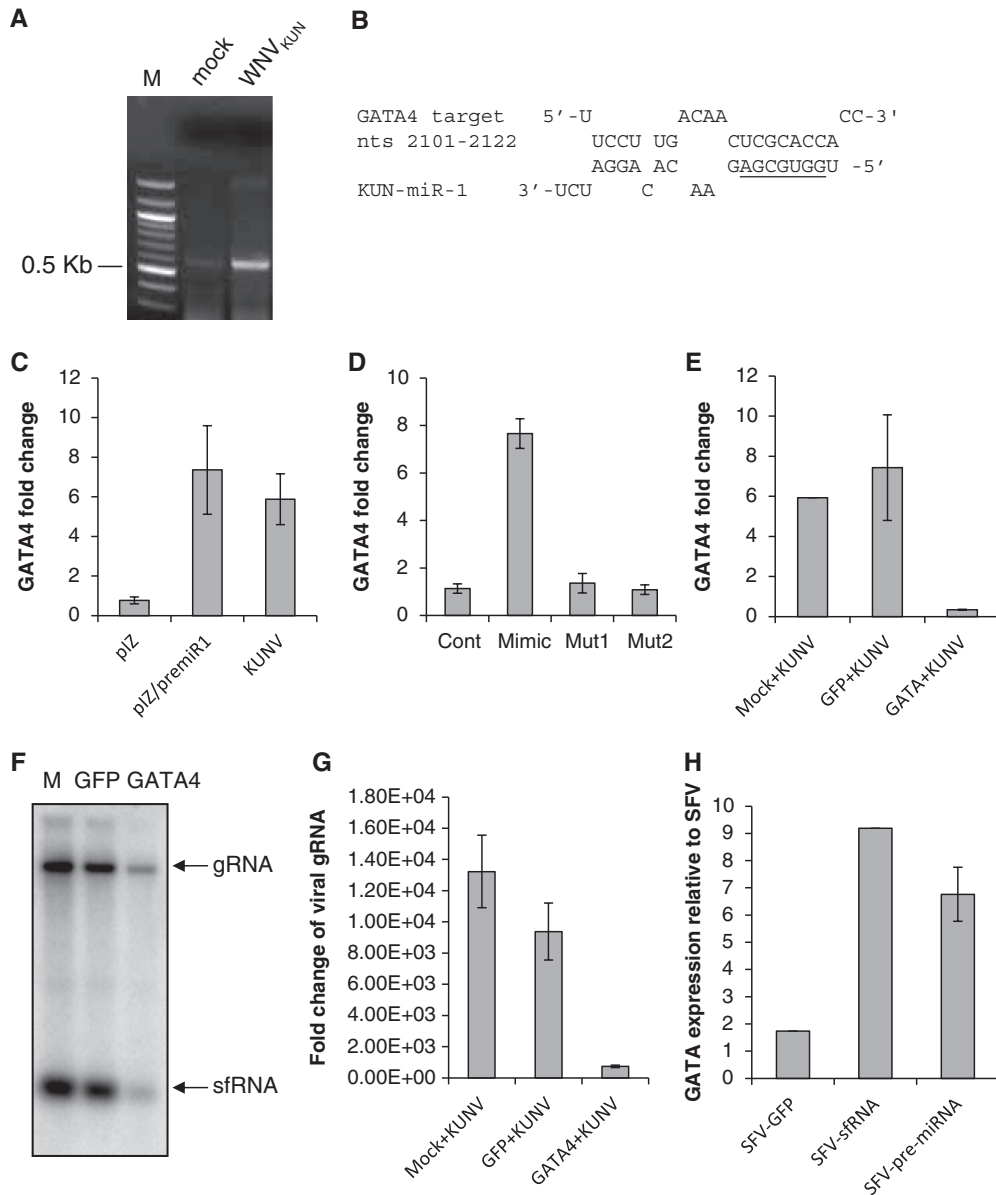 A
M mock WNVKUN
0.5 Kb
B
GATA4 target 5’-U ACAA CC-3'
nts 2101-2122 UCCU UG CUCGCACCA
AGGA AC GAGCGUGGU -5’
KUN-miR-1 3’-UCU C AA
C
GATA4 fold change
12
10
8
6
4
2
0
pIZ
pIZ/premiR1
KUNV
D
GATA4 fold change
10
8
6
4
2
0
Cont Mimic Mut1 Mut2
E
GATA4 fold change
12
10
8
6
4
2
0
Mock+KUNV
GFP+KUNV
GATA+KUNV
F
M GFP GATA4
gRNA
sfRNA
G
Fold change of viral gRNA
1.80E+04
1.60E+04
1.40E+04
1.20E+04
1.00E+04
8.00E+03
6.00E+03
4.00E+03
2.00E+03
0.00E+00
Mock+KUNV
GFP+KUNV
GATA4+KUNV
H
GATA expression relative to SFV
10
9
8
7
6
5
4
3
2
1
0
SFV-GFP
SFV-sfRNA
SFV-pre-miRNA